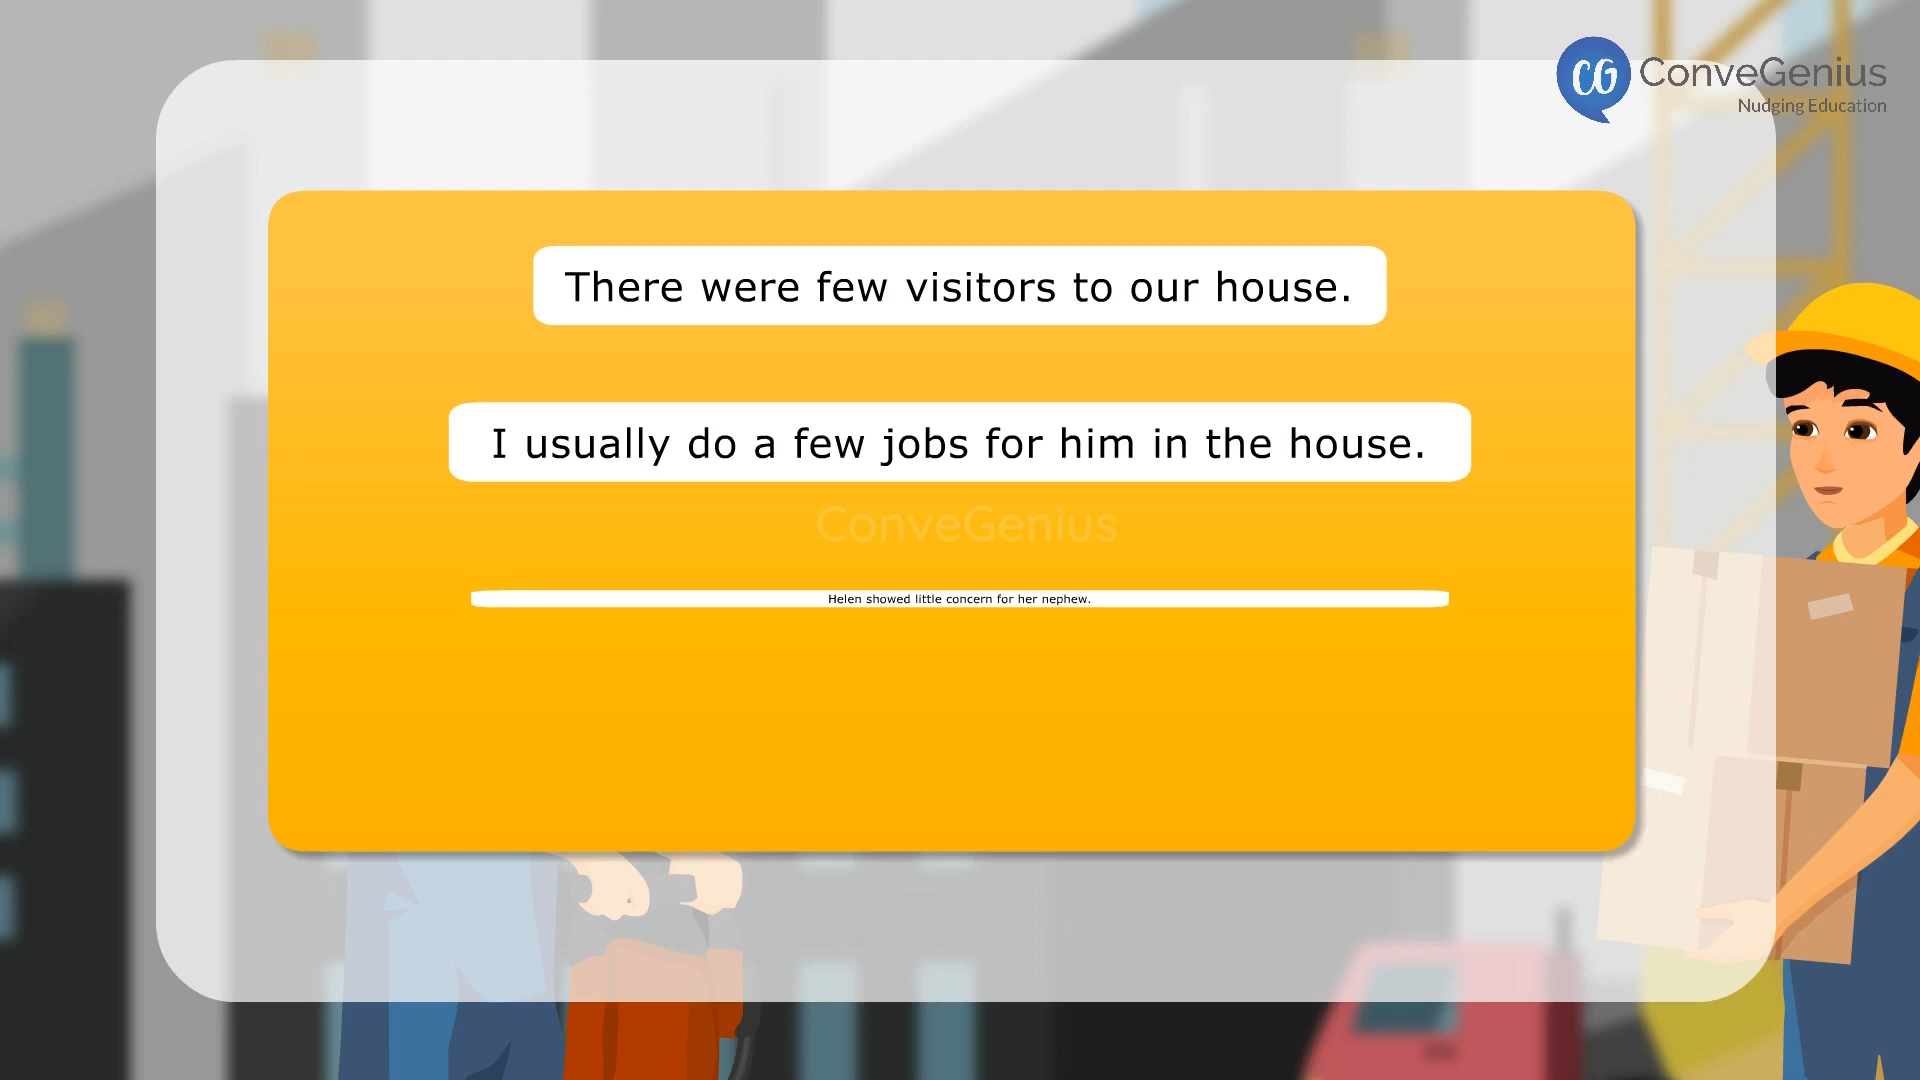 CG ConveGenius
Nudging Education
There were few visitors to our house.
I usually do a few jobs for him in the house.
ConveGenius
Helen showed little concern for her nephew.